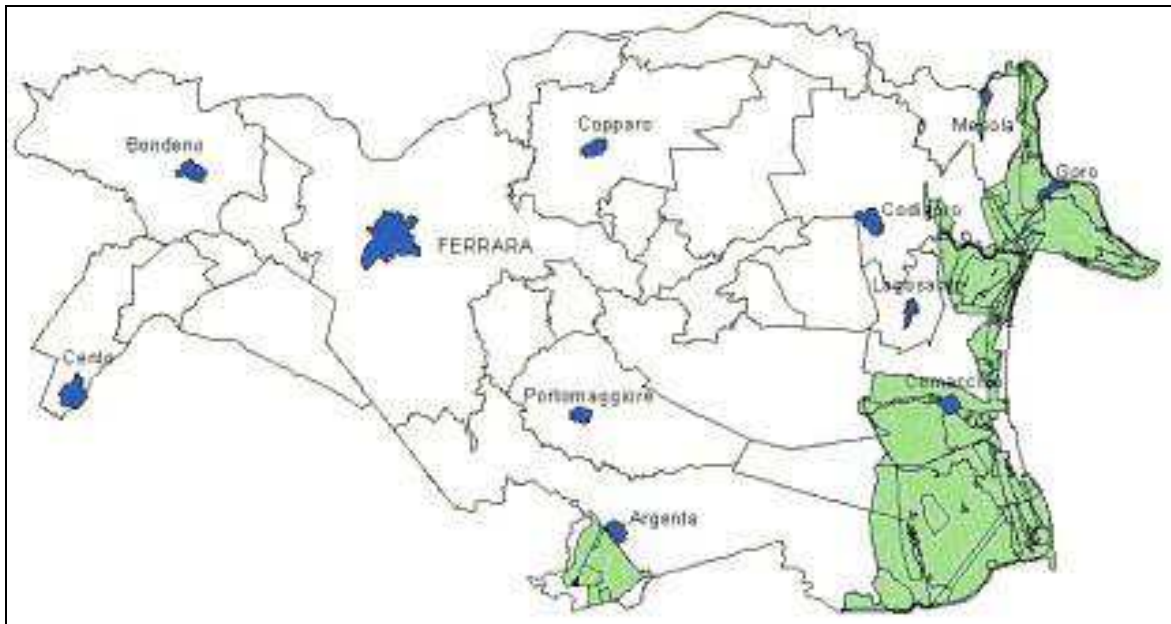 Bondeno
Copparo
Mesola
Goro
Codigoro
FERRARA
Lagosanto
Cento
Portomaggiore
Comacchio
Argenta